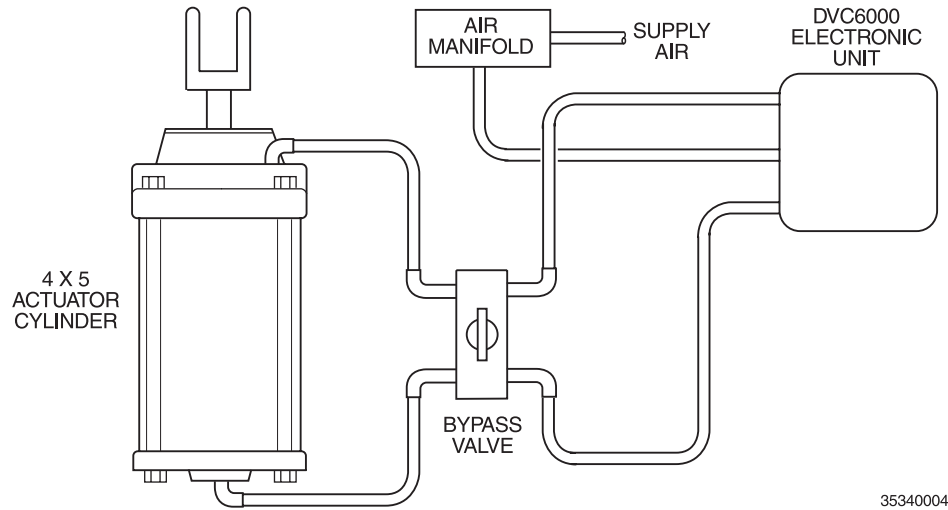 AIR
MANIFOLD
SUPPLY
AIR
DVC6000
ELECTRONIC
UNIT
4 X 5
ACTUATOR
CYLINDER
BYPASS
VALVE
35340004